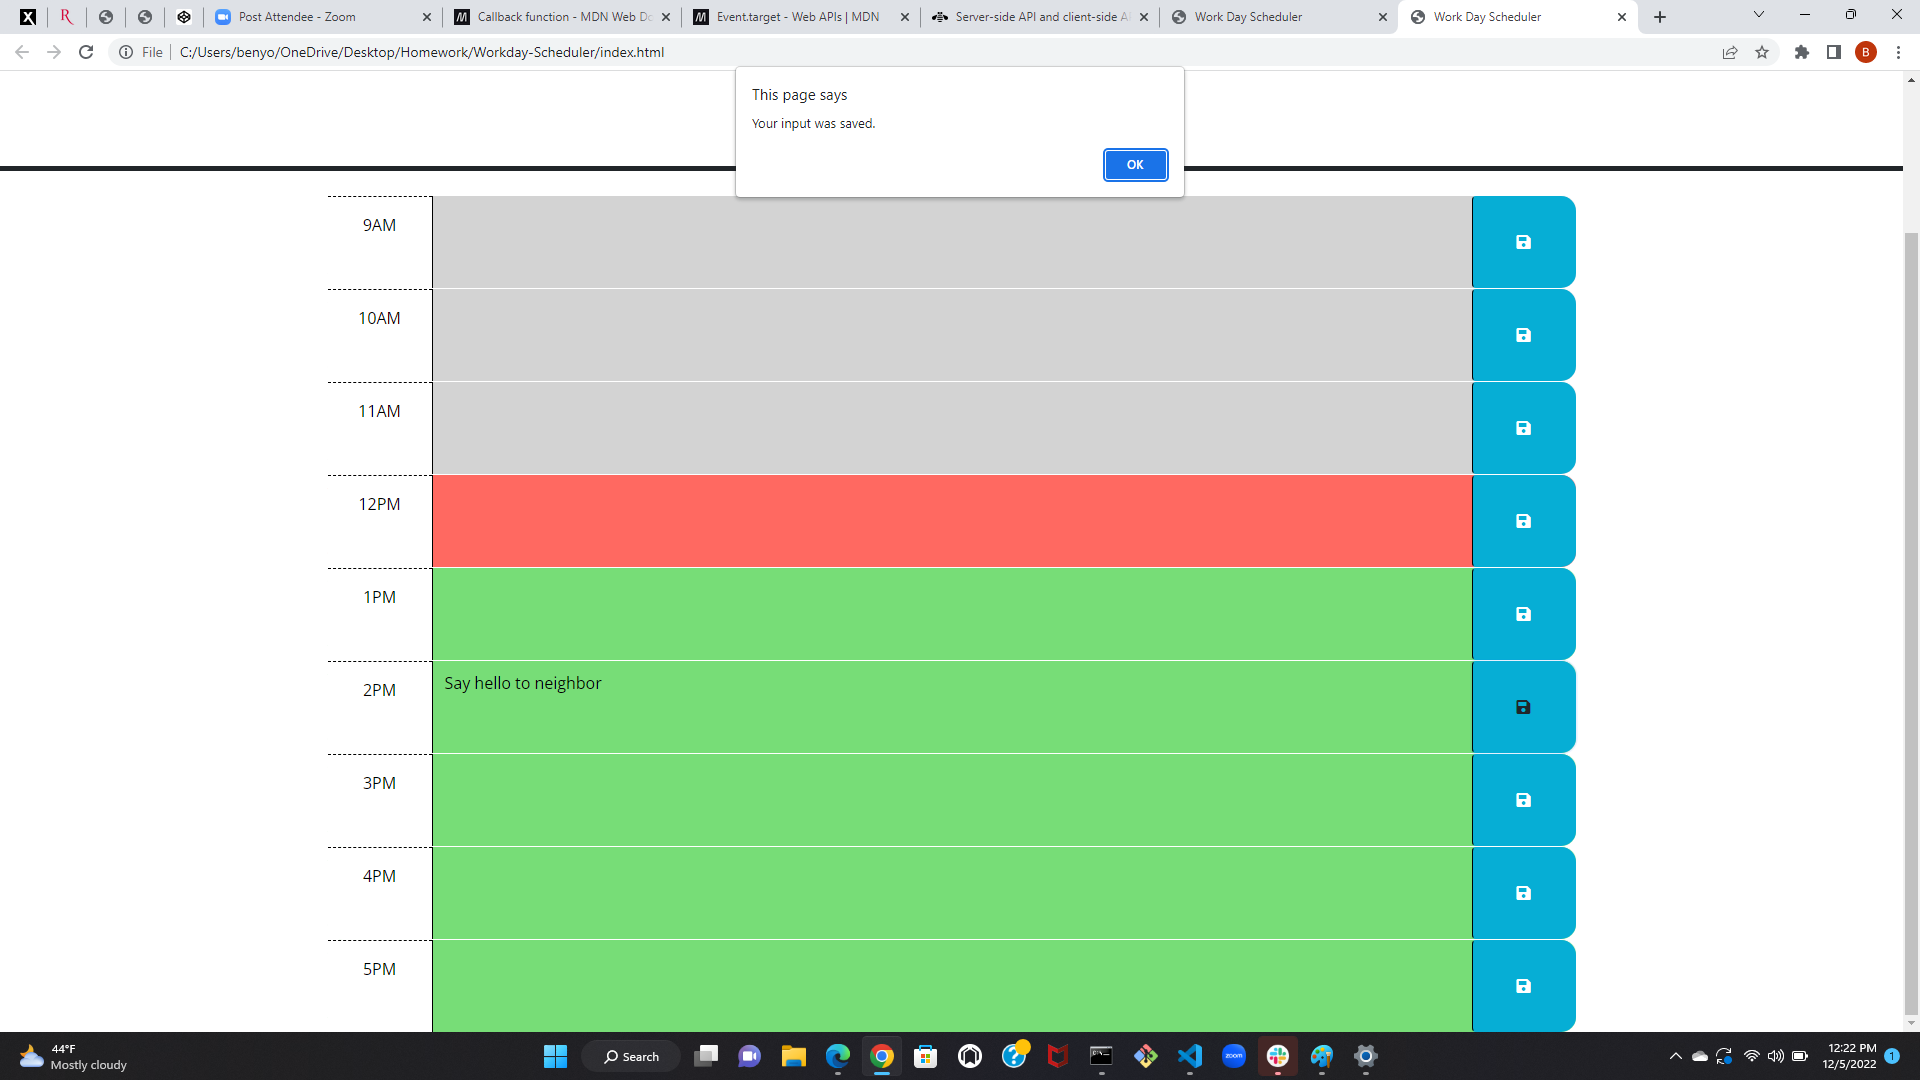 Post Attendee - Zoom
Callback function - MDN Web Do
Event.target - Web APIs | MDN
Server-side API and client-side A
Work Day Scheduler
Work Day Scheduler
File
C:/Users/benyo/OneDrive/Desktop/Homework/Workday-Scheduler/index.html
B
This page says
Your input was saved.
OK
9AM
10AM
11AM
12PM
1PM
2PM
Say hello to neighbor
3PM
4PM
5PM
44°F
Mostly cloudy
Search
zoom
12:22 PM
12/5/2022
1